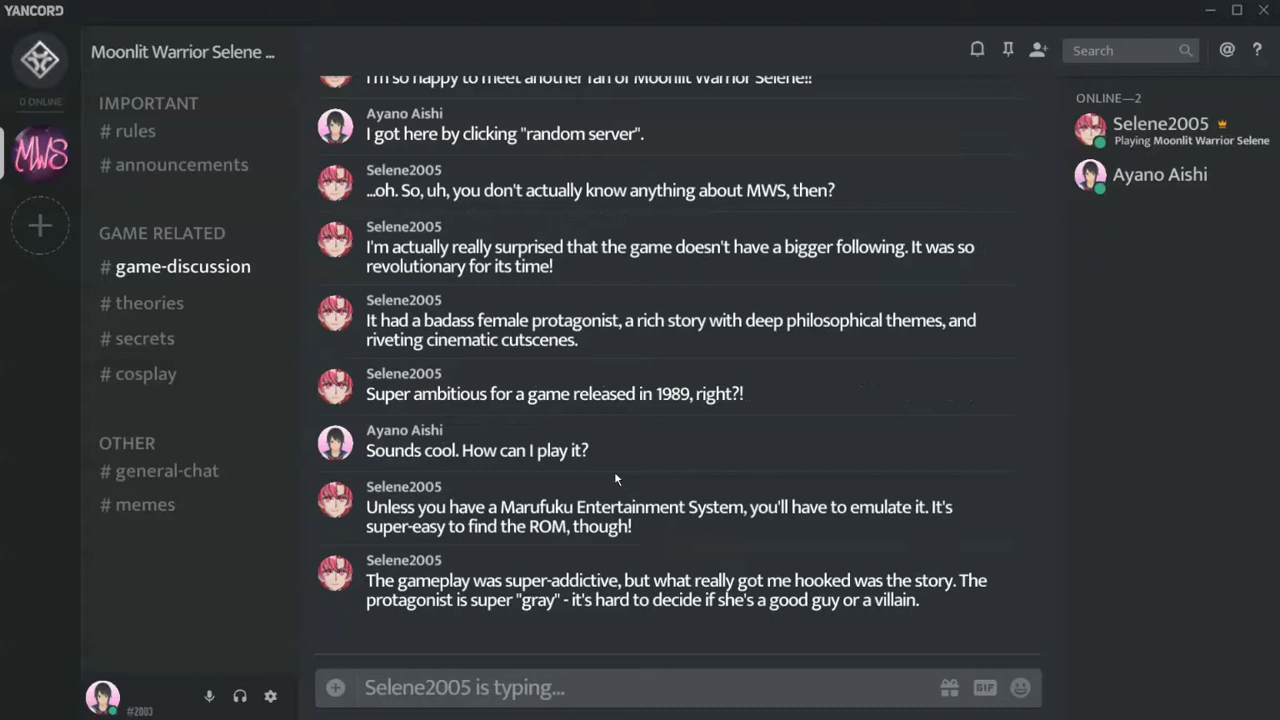 YANCORD
Moonlit Warrior Selene ...
Search
@
?
0 ONLINE
MWS
IMPORTANT
# rules
# announcements
GAME RELATED
# game-discussion
# theories
# secrets
# cosplay
OTHER
# general-chat
# memes
#2003
I'm so happy to meet another fan of Moonlit Warrior Selene!!
Ayano Aishi
I got here by clicking "random server".
Selene2005
...oh. So, uh, you don't actually know anything about MWS, then?
Selene2005
I'm actually really surprised that the game doesn't have a bigger following. It was so
revolutionary for its time!
Selene2005
It had a badass female protagonist, a rich story with deep philosophical themes, and
riveting cinematic cutscenes.
Selene2005
Super ambitious for a game released in 1989, right?!
Ayano Aishi
Sounds cool. How can I play it?
Selene2005
Unless you have a Marufuku Entertainment System, you'll have to emulate it. It's
super-easy to find the ROM, though!
Selene2005
The gameplay was super-addictive, but what really got me hooked was the story. The
protagonist is super "gray" - it's hard to decide if she's a good guy or a villain.
Selene2005 is typing...
GIF
ONLINE—2
Selene2005
Playing Moonlit Warrior Selene
Ayano Aishi